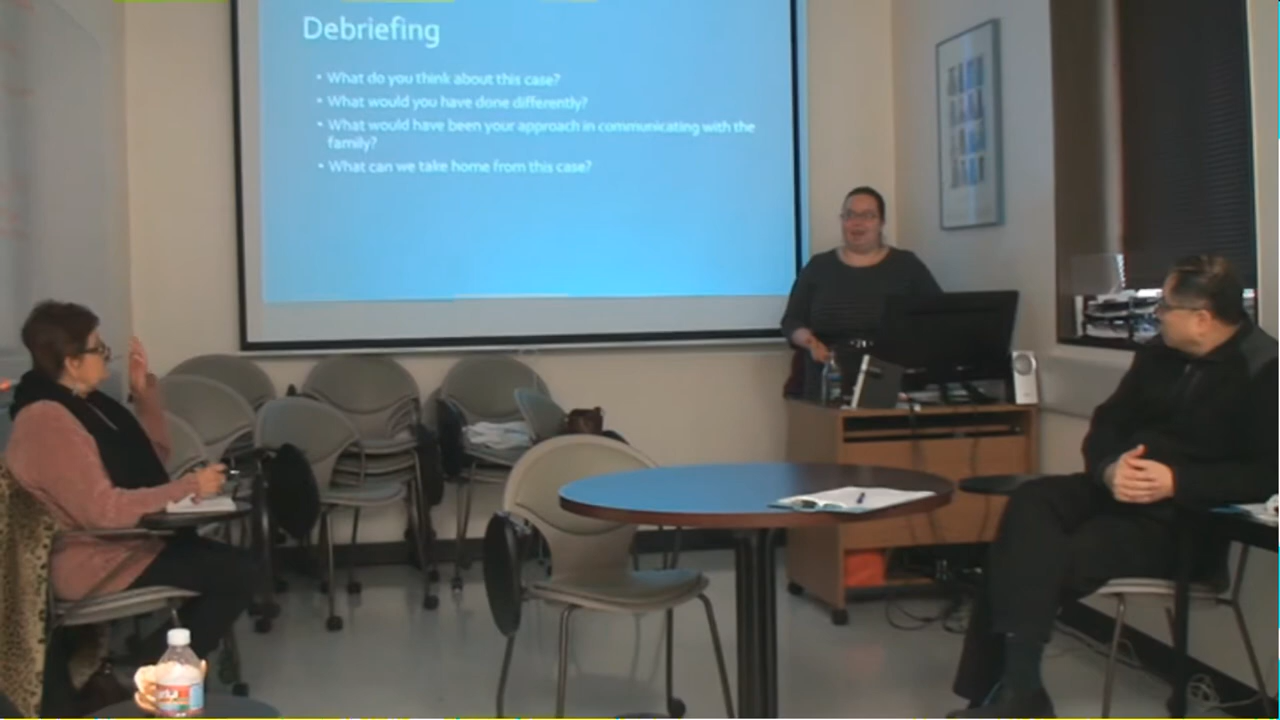 Debriefing
• What do you think about this case?
• What would you have done differently?
• What would have been your approach in communicating with the
family?
• What can we take home from this case?